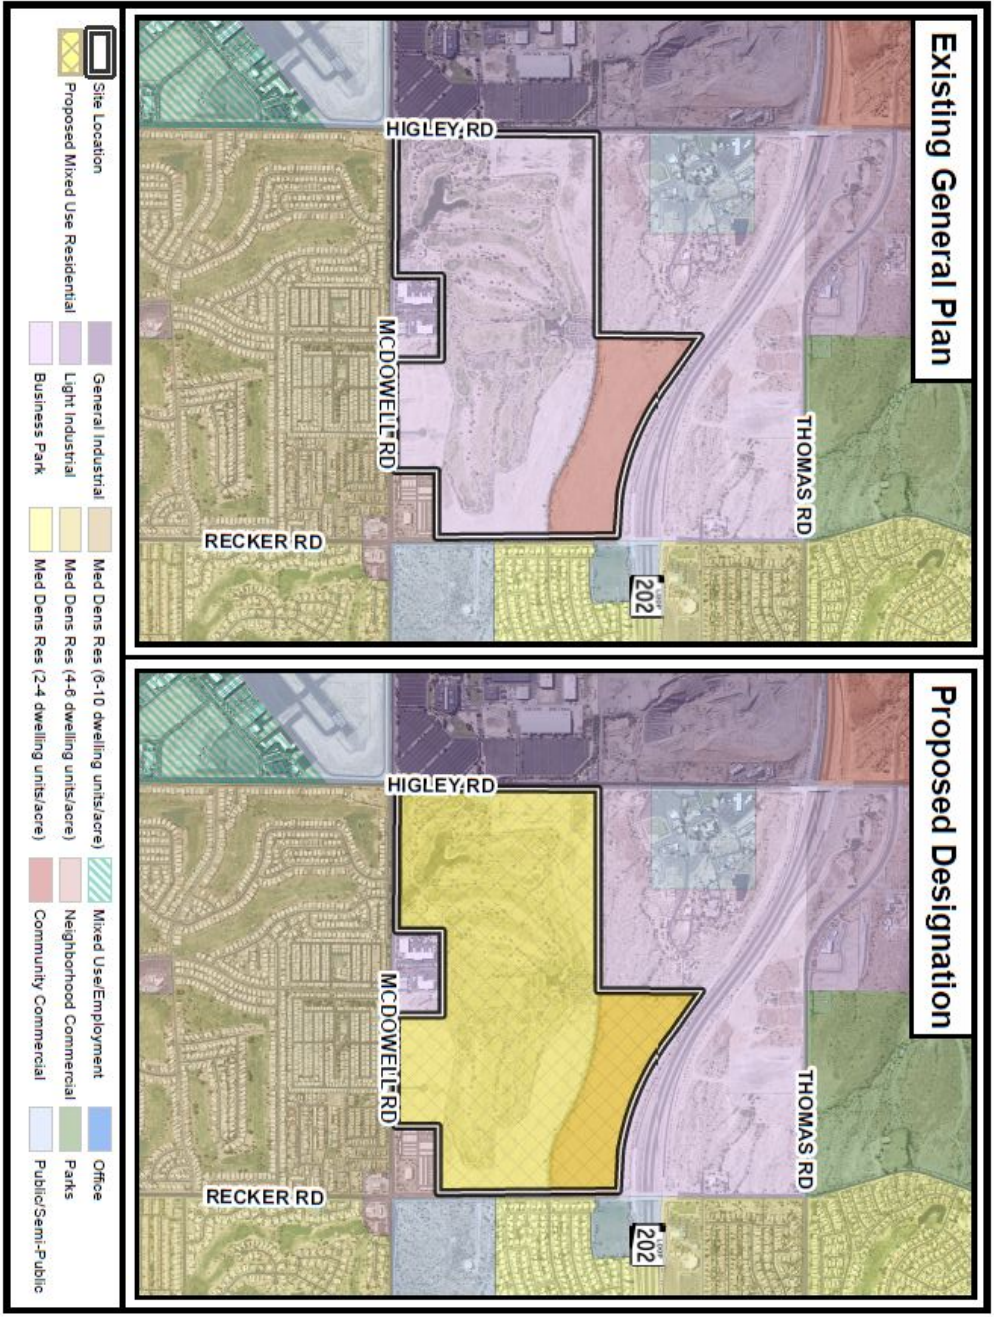 Existing General Plan
HIGLEY RD
MCDOWELL RD
THOMAS RD
RECKER RD
LOOP
202
Proposed Designation
HIGLEY RD
MCDOWELL RD
THOMAS RD
RECKER RD
LOOP
202
Site Location
Proposed Mixed Use Residential
General Industrial
Light Industrial
Business Park
Med Dens Res (6-10 dwelling units/acre)
Med Dens Res (4-6 dwelling units/acre)
Med Dens Res (2-4 dwelling units/acre)
Mixed Use/Employment
Neighborhood Commercial
Community Commercial
Office
Parks
Public/Semi-Public